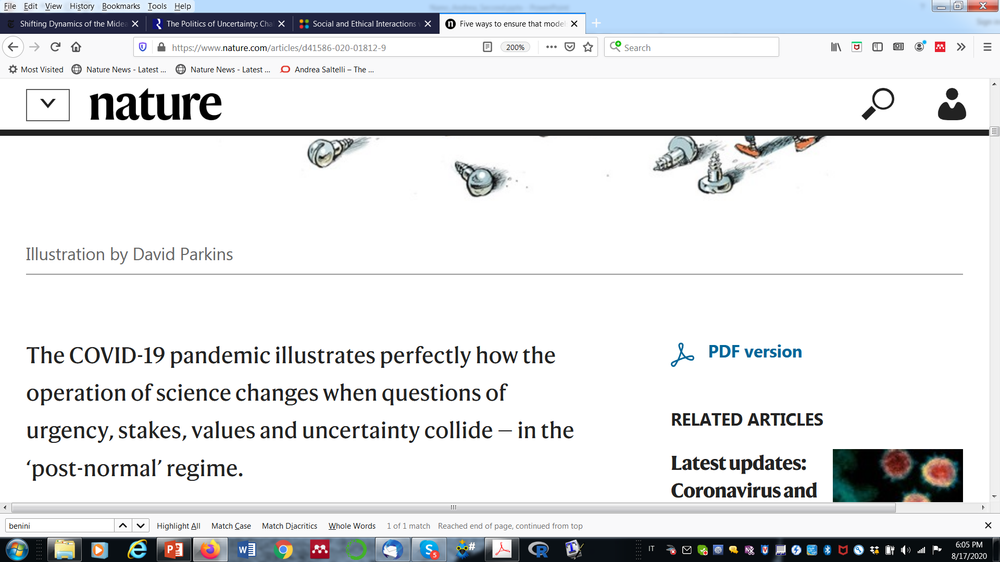 File Edit View History Bookmarks Tools Help
Shifting Dynamics of the Midea
The Politics of Uncertainty: Cha
Social and Ethical Interactions w
n Five ways to ensure that model
https://www.nature.com/articles/d41586-020-01812-9
200%
Search
Most Visited
Nature News - Latest ...
Nature News - Latest ...
Andrea Saltelli – The ...
nature
Illustration by David Parkins
The COVID-19 pandemic illustrates perfectly how the
operation of science changes when questions of
urgency, stakes, values and uncertainty collide — in the
‘post-normal’ regime.
PDF version
RELATED ARTICLES
Latest updates:
Coronavirus and
benini
Highlight All Match Case Match Diacritics Whole Words 1 of 1 match Reached end of page, continued from top
IT
6:05 PM
8/17/2020